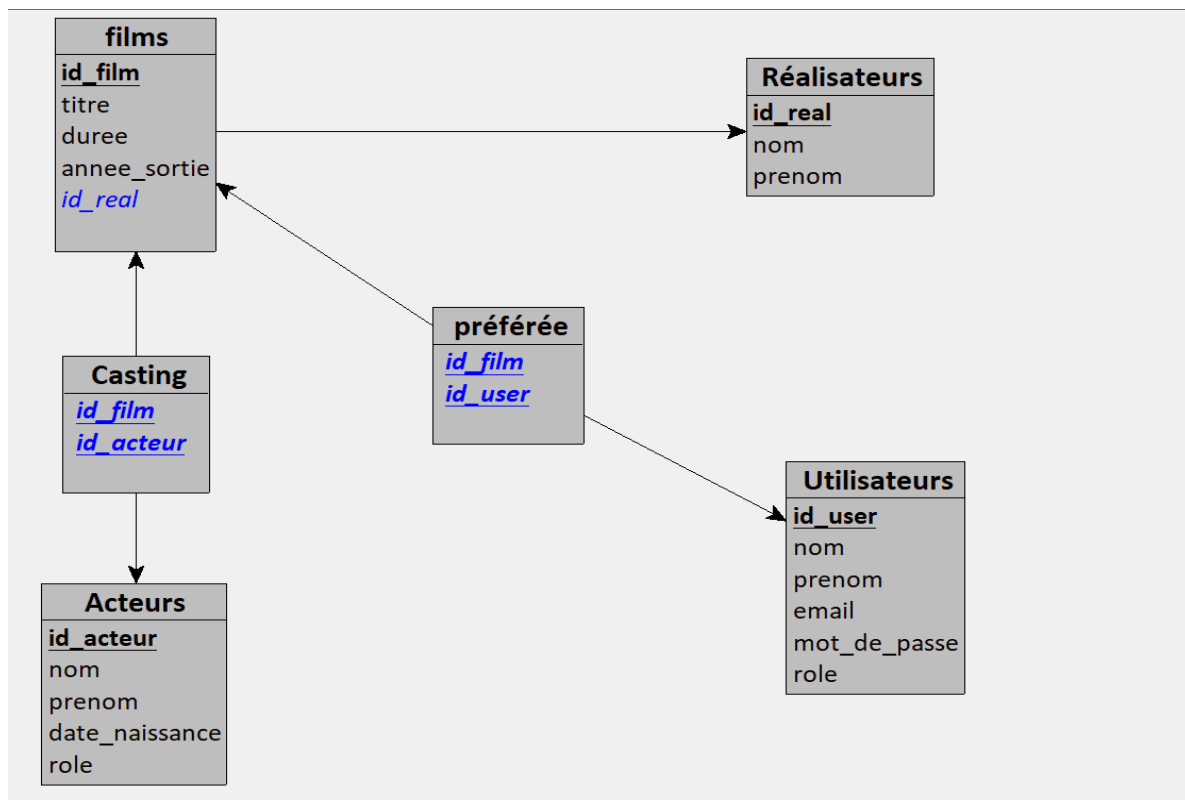 films
id_film
titre
duree
annee_sortie
id_real
Réalisateurs
id_real
nom
prenom
préférée
id_film
id_user
Casting
id_film
id_acteur
Utilisateurs
id_user
nom
prenom
email
mot_de_passe
role
Acteurs
id_acteur
nom
prenom
date_naissance
role